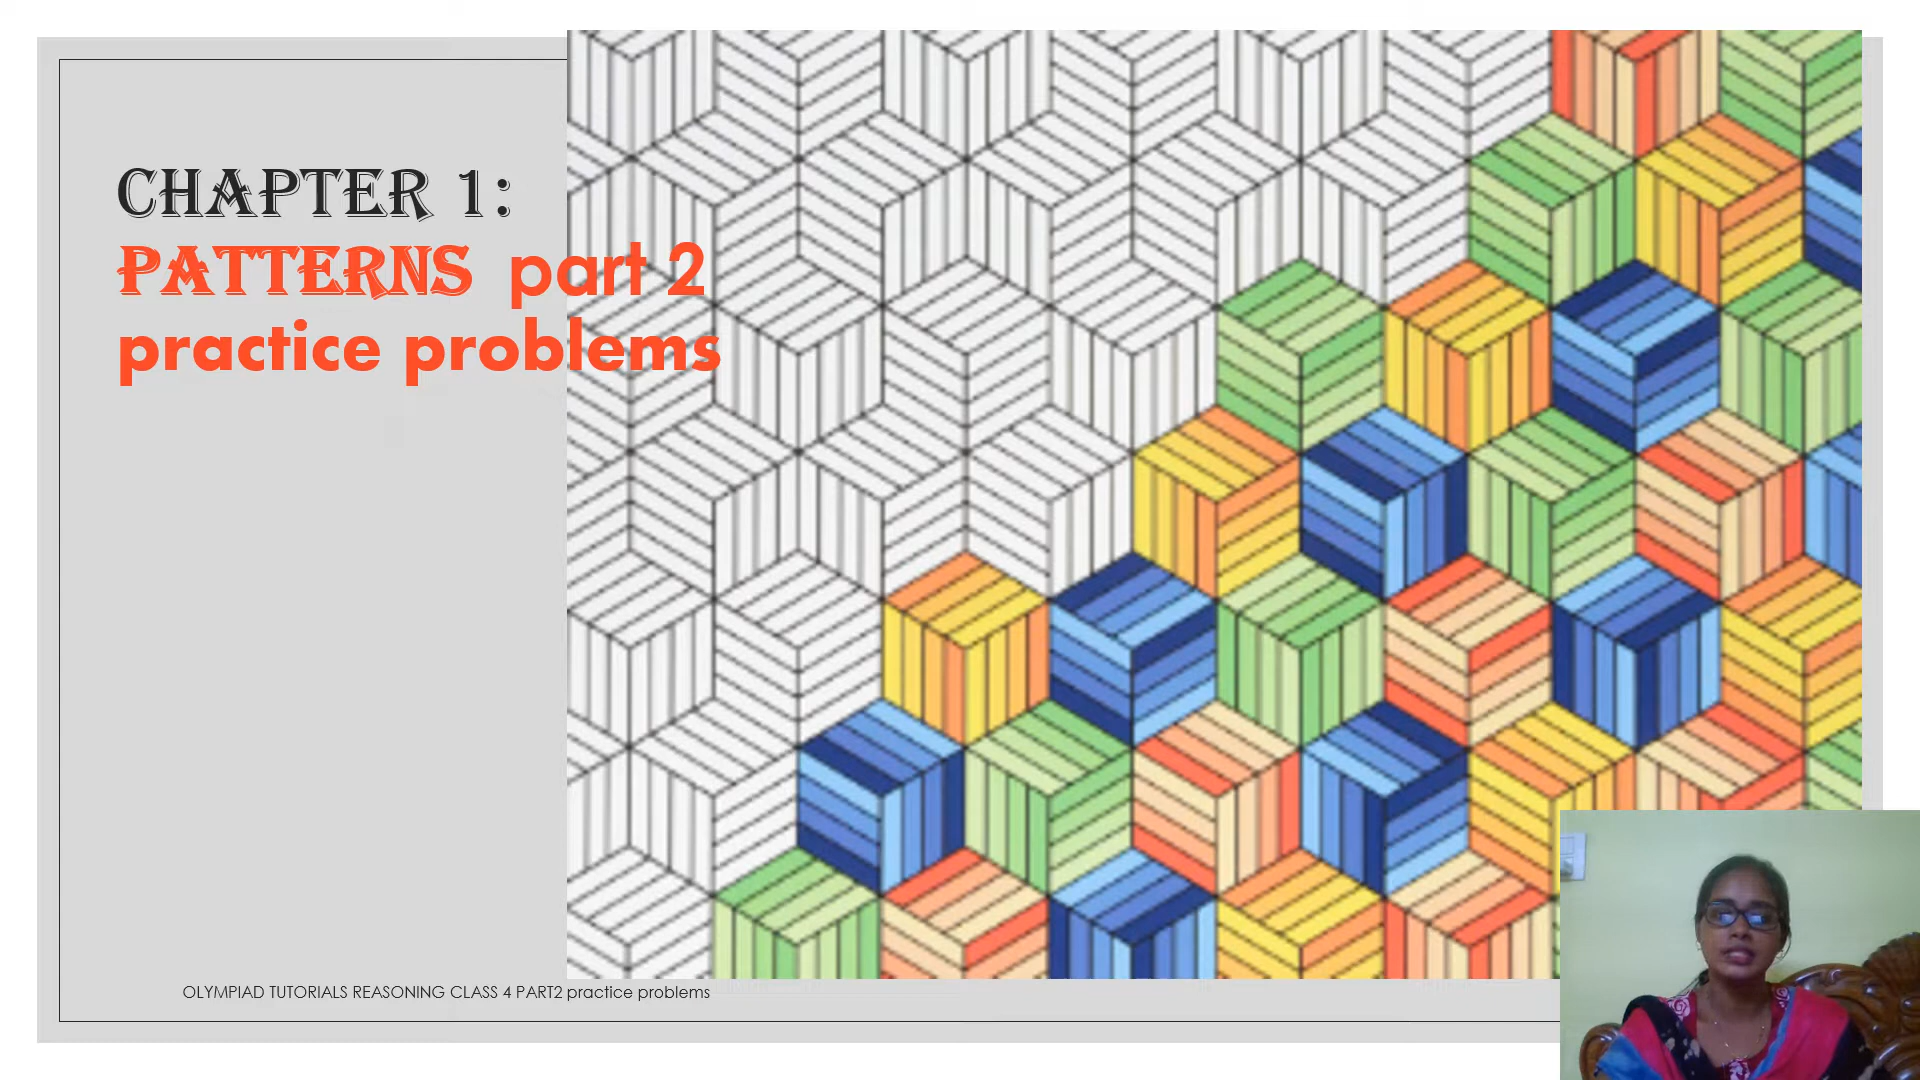 CHAPTER 1:
PATTERNS part 2
practice problems
OLYMPIAD TUTORIALS REASONING CLASS 4 PART2 practice problems